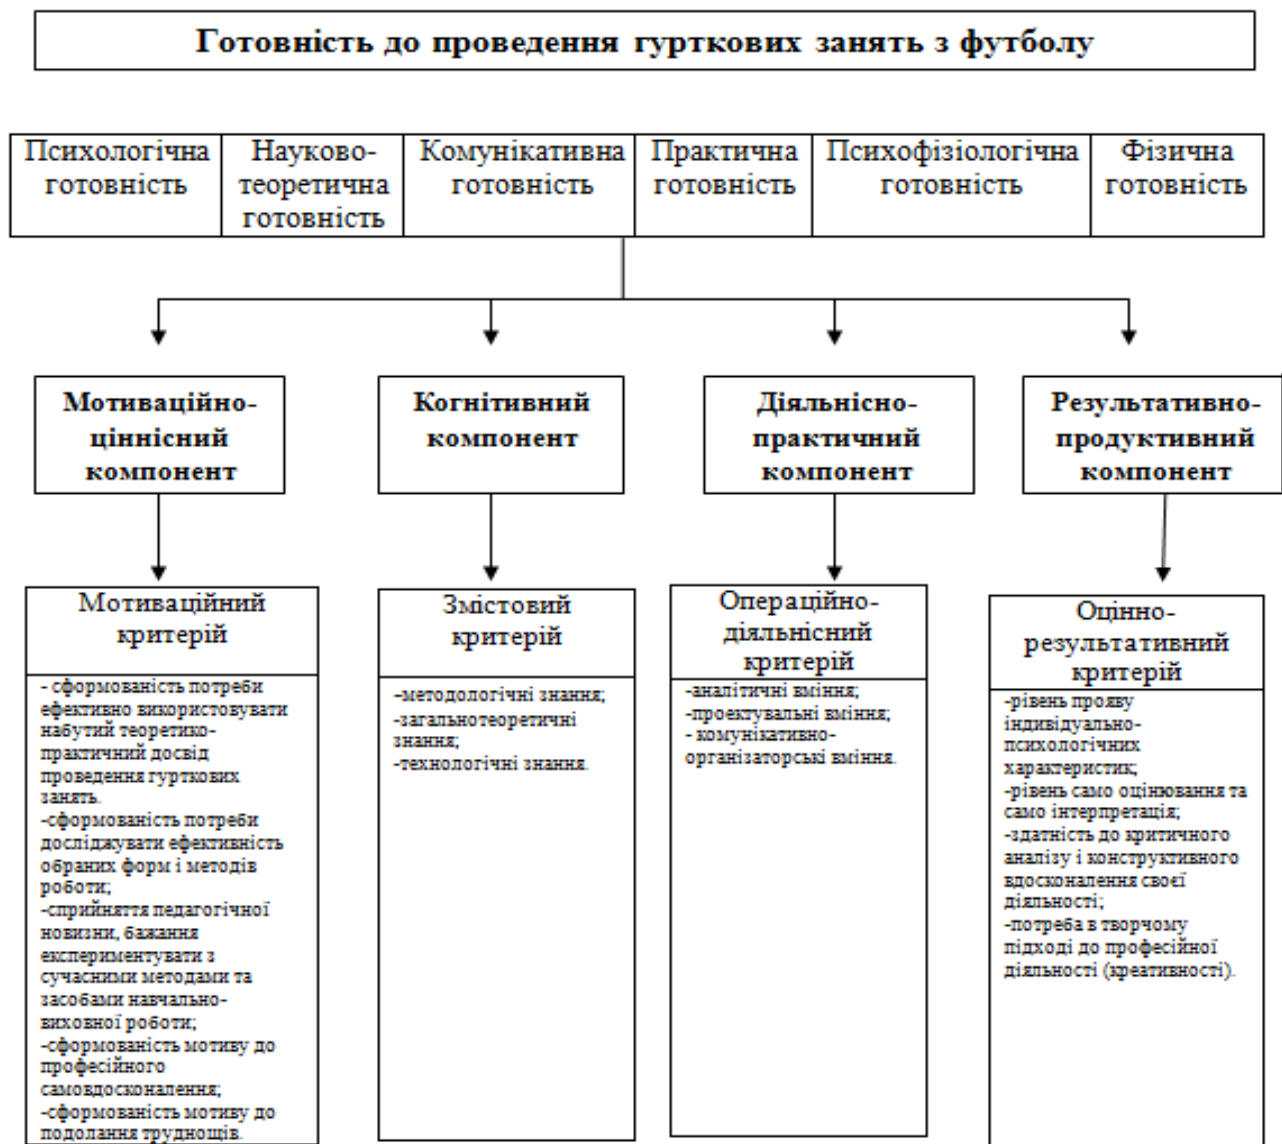 Готовність до проведення гурткових занять з футболу
Психологічна
готовність
Науково-
теоретична
готовність
Комунікативна
готовність
Практична
готовність
Психофізіологічна
готовність
Фізична
готовність
Мотиваційно-
ціннісний
компонент
Когнітивний
компонент
Діяльнісно-
практичний
компонент
Результативно-
продуктивний
компонент
Мотиваційний
критерій
- сформованість потреби
ефективно використовувати
набутий теоретико-
практичний досвід
проведення гурткових
занять.
-сформованість потреби
досліджувати ефективність
обраних форм і методів
роботи;
-сприйняття педагогічної
новизни, бажання
експериментувати з
сучасними методами та
засобами навчально-
виховної роботи;
-сформованість мотиву до
професійного
самовдосконалення;
-сформованість мотиву до
подолання труднощів.
Змістовий
критерій
-методологічні знання;
-загальнотеоретичні
знання;
-технологічні знання.
Операційно-
діяльнісний
критерій
-аналітичні вміння;
-проектувальні вміння;
- комунікативно-
організаторські вміння.
Оцінно-
результативний
критерій
-рівень прояву
індивідуально-
психологічних
характеристик;
-рівень само оцінювання та
само інтерпретація;
-здатність до критичного
аналізу і конструктивного
вдосконалення своєї
діяльності;
-потреба в творчому
підході до професійної
діяльності (креативності).